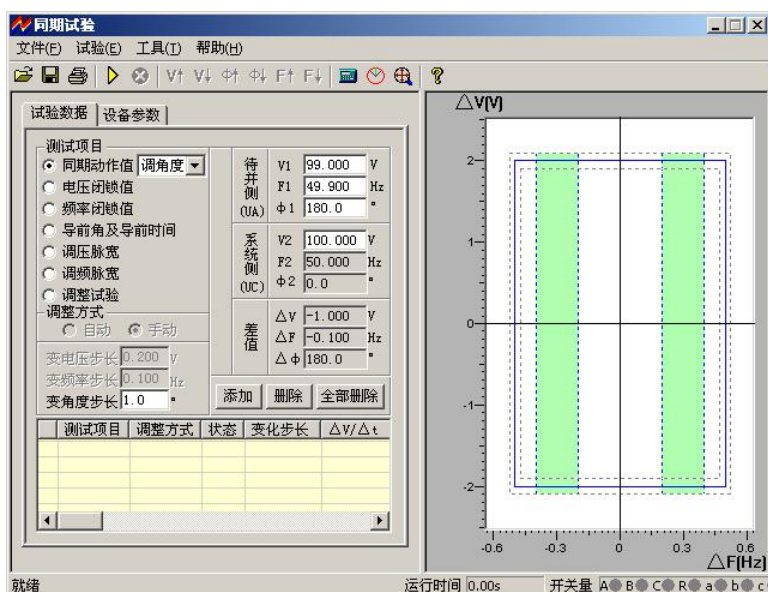 同期试验
文件(F) 试验(E) 工具(T) 帮助(H)
V↑ V↓ Φ↑ Φ↓ F↑ F↓
试验数据 设备参数
测试项目
同期动作值 调角度
电压闭锁值
频率闭锁值
导前角及导前时间
调压脉宽
调频脉宽
调整试验
调整方式
自动 手动
变电压步长 0.200 V
变频率步长 0.100 Hz
变角度步长 1.0 °
待并侧(UA)
V1 99.000 V
F1 49.900 Hz
Φ1 180.0 °
系统侧(UC)
V2 100.000 V
F2 50.000 Hz
Φ2 0.0 °
差值
△V -1.000 V
△F -0.100 Hz
△Φ 180.0 °
添加 删除 全部删除
测试项目 调整方式 状态 变化步长 △V/△t
△V(V)
2
1
0
-1
-2
-0.6 -0.3 0 0.3 0.6
△F(Hz)
就绪 运行时间 0.00s 开关量 A B C R a b c